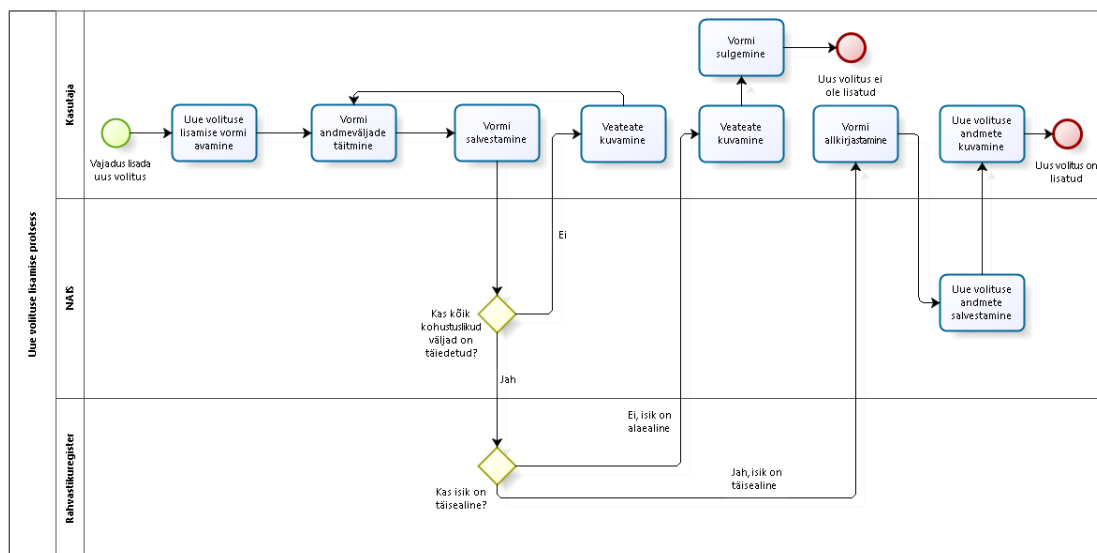 Uue volituse lisamise protsess
Kasutaja
Vajadus lisada
uus volitus
Uue volituse
lisamise vormi
avamine
Vormi
andmeväljade
täitmine
Vormi
salvestamine
Veateate
kuvamine
Veateate
kuvamine
Vormi
sulgemine
Uus volitus ei
ole lisatud
Vormi
allkirjastamine
Uue volituse
andmete
kuvamine
Uus volitus on
lisatud
NAIS
Ei
Kas kõik
kohustuslikud
väljad on
täiedetud?
Jah
Uue volituse
andmete
salvestamine
Rahvastikuregister
Kas isik on
täisealine?
Ei, isik on
alaealine
Jah, isik on
täisealine